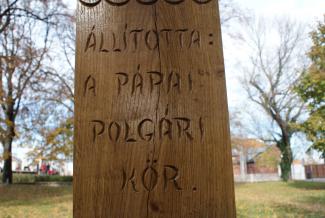 ÁLLÍTOTTA:
A PÁPAI
POLGÁRI
KÖR.